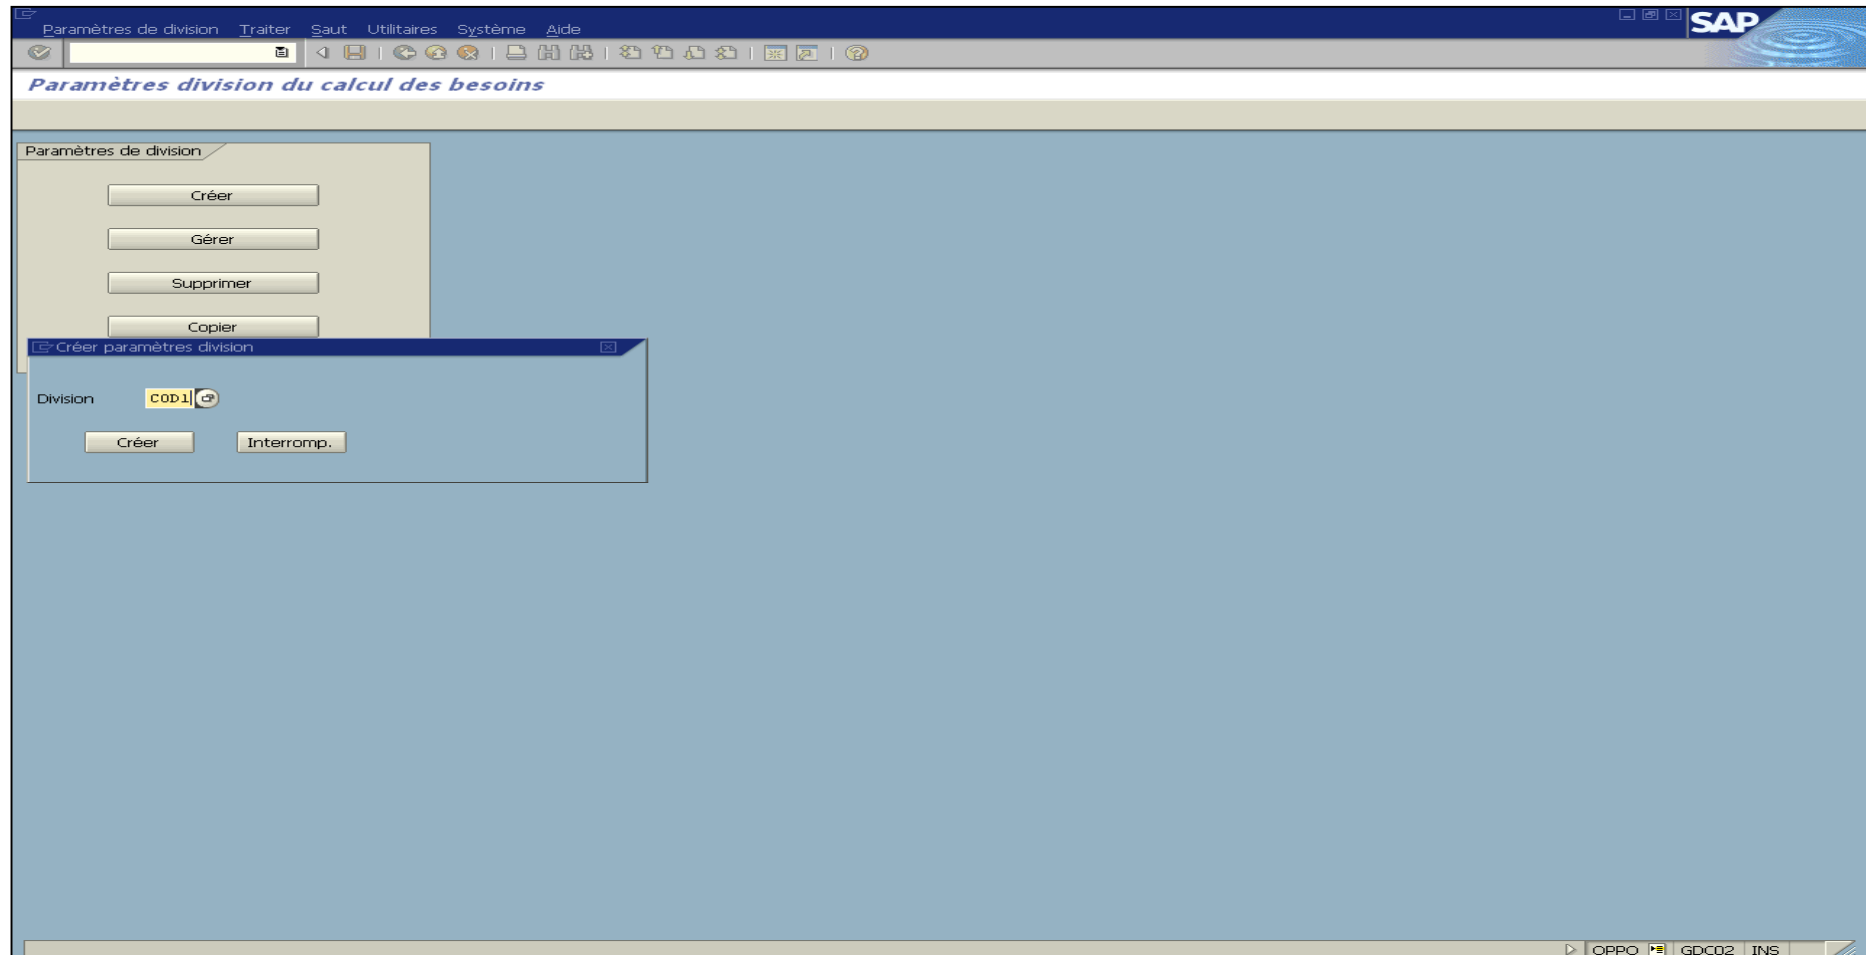 Paramètres de division Traiter Saut Utilitaires Système Aide
SAP
Paramètres division du calcul des besoins
Paramètres de division
Créer
Gérer
Supprimer
Copier
Créer paramètres division
Division COD1
Créer Interromp.
OPPO GDC02 INS